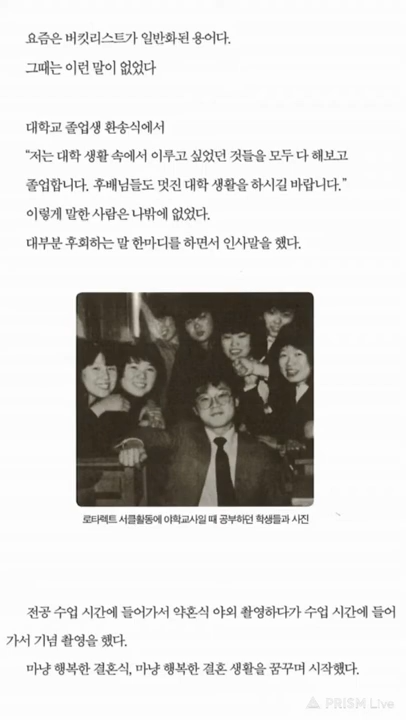 요즘은 버킷리스트가 일반화된 용어다.
그때는 이런 말이 없었다
대학교 졸업생 환송식에서
“저는 대학 생활 속에서 이루고 싶었던 것들을 모두 다 해보고
졸업합니다. 후배님들도 멋진 대학 생활을 하시길 바랍니다.”
이렇게 말한 사람은 나밖에 없었다.
대부분 후회하는 말 한마디를 하면서 인사말을 했다.
로타렉트 서클활동에 야학교사일 때 공부하던 학생들과 사진
전공 수업 시간에 들어가서 약혼식 야외 촬영하다가 수업 시간에 들어
가서 기념 촬영을 했다.
마냥 행복한 결혼식, 마냥 행복한 결혼 생활을 꿈꾸며 시작했다.
PRISM Live